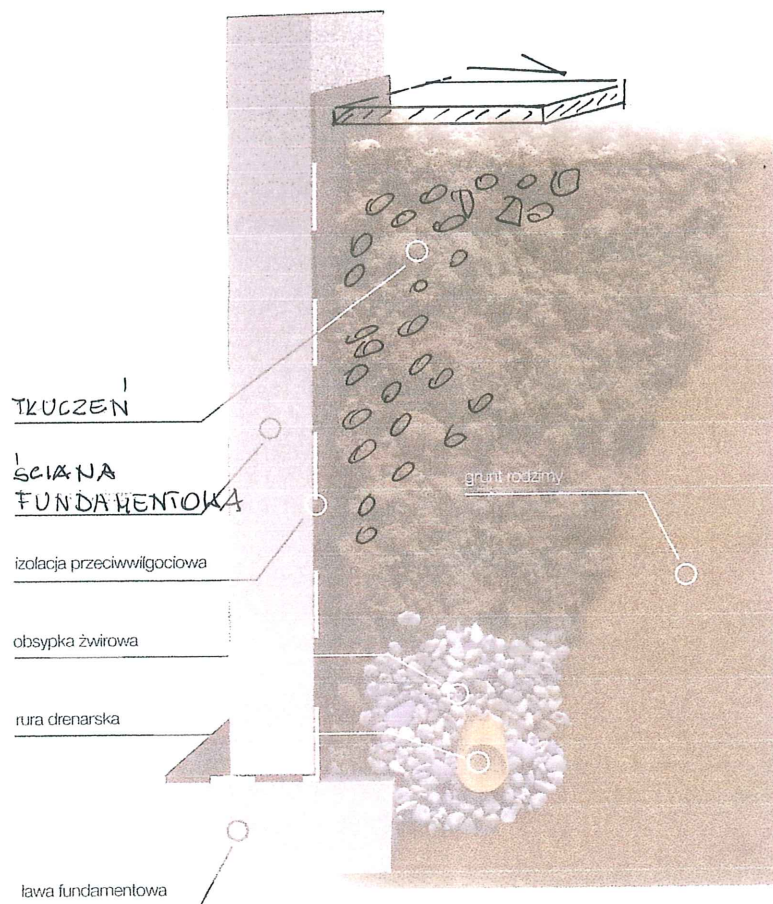 TŁUCZEŃ
ŚCIANA
FUNDAMENTOWA
izolacja przeciwwilgociowa
obsypka żwirowa
rura drenarska
ława fundamentowa
grunt rodzimy